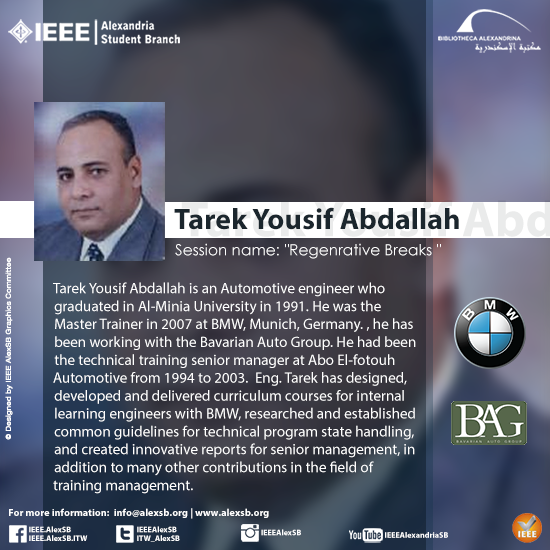 IEEE
Alexandria
Student Branch
BIBLIOTHECA ALEXANDRINA
مكتبة الإسكندرية
Tarek Yousif Abdallah
Session name: "Regenrative Breaks "
Tarek Yousif Abdallah is an Automotive engineer who
graduated in Al-Minia University in 1991. He was the
Master Trainer in 2007 at BMW, Munich, Germany. , he has
been working with the Bavarian Auto Group. He had been
the technical training senior manager at Abo El-fotouh
Automotive from 1994 to 2003.  Eng. Tarek has designed,
developed and delivered curriculum courses for internal
learning engineers with BMW, researched and established
common guidelines for technical program state handling,
and created innovative reports for senior management, in
addition to many other contributions in the field of
training management.
BMW
BAG
BAVARIAN AUTO GROUP
© Designed by IEEE AlexSB Graphics Committee
For more information:  info@alexsb.org | www.alexsb.org
IEEE.AlexSB
IEEE.AlexSB.ITW
IEEEAlexSB
ITW_AlexSB
IEEEAlexSB
YouTube IEEEAlexandriaSB
IEEE